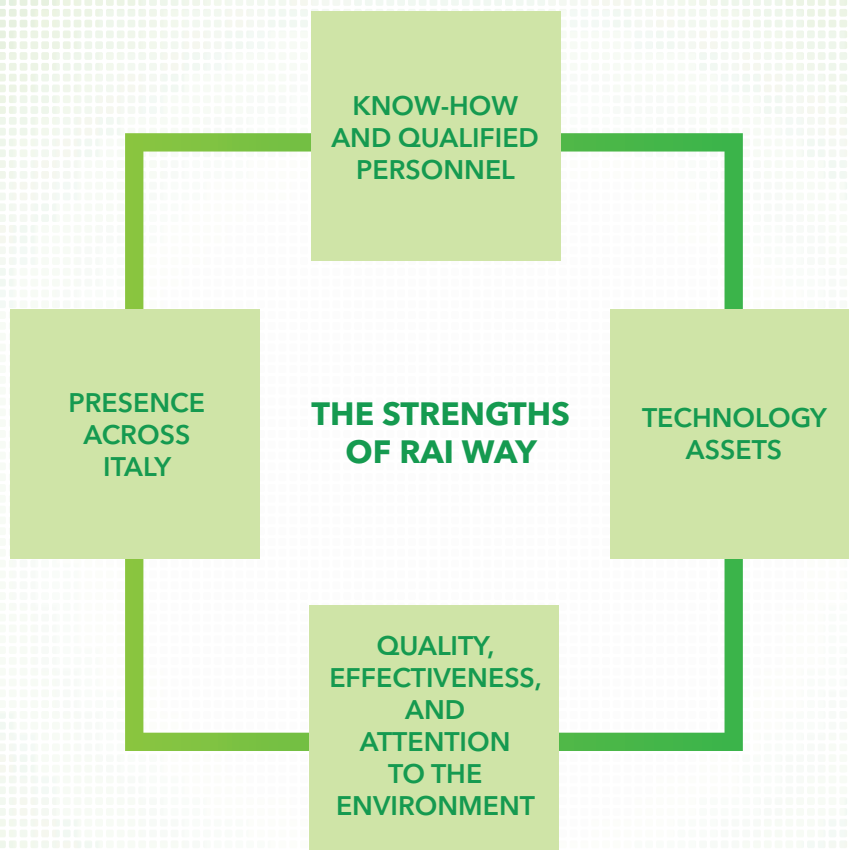 KNOW-HOW
AND QUALIFIED
PERSONNEL
PRESENCE
ACROSS
ITALY
THE STRENGTHS
OF RAI WAY
TECHNOLOGY
ASSETS
QUALITY,
EFFECTIVENESS,
AND
ATTENTION
TO THE
ENVIRONMENT